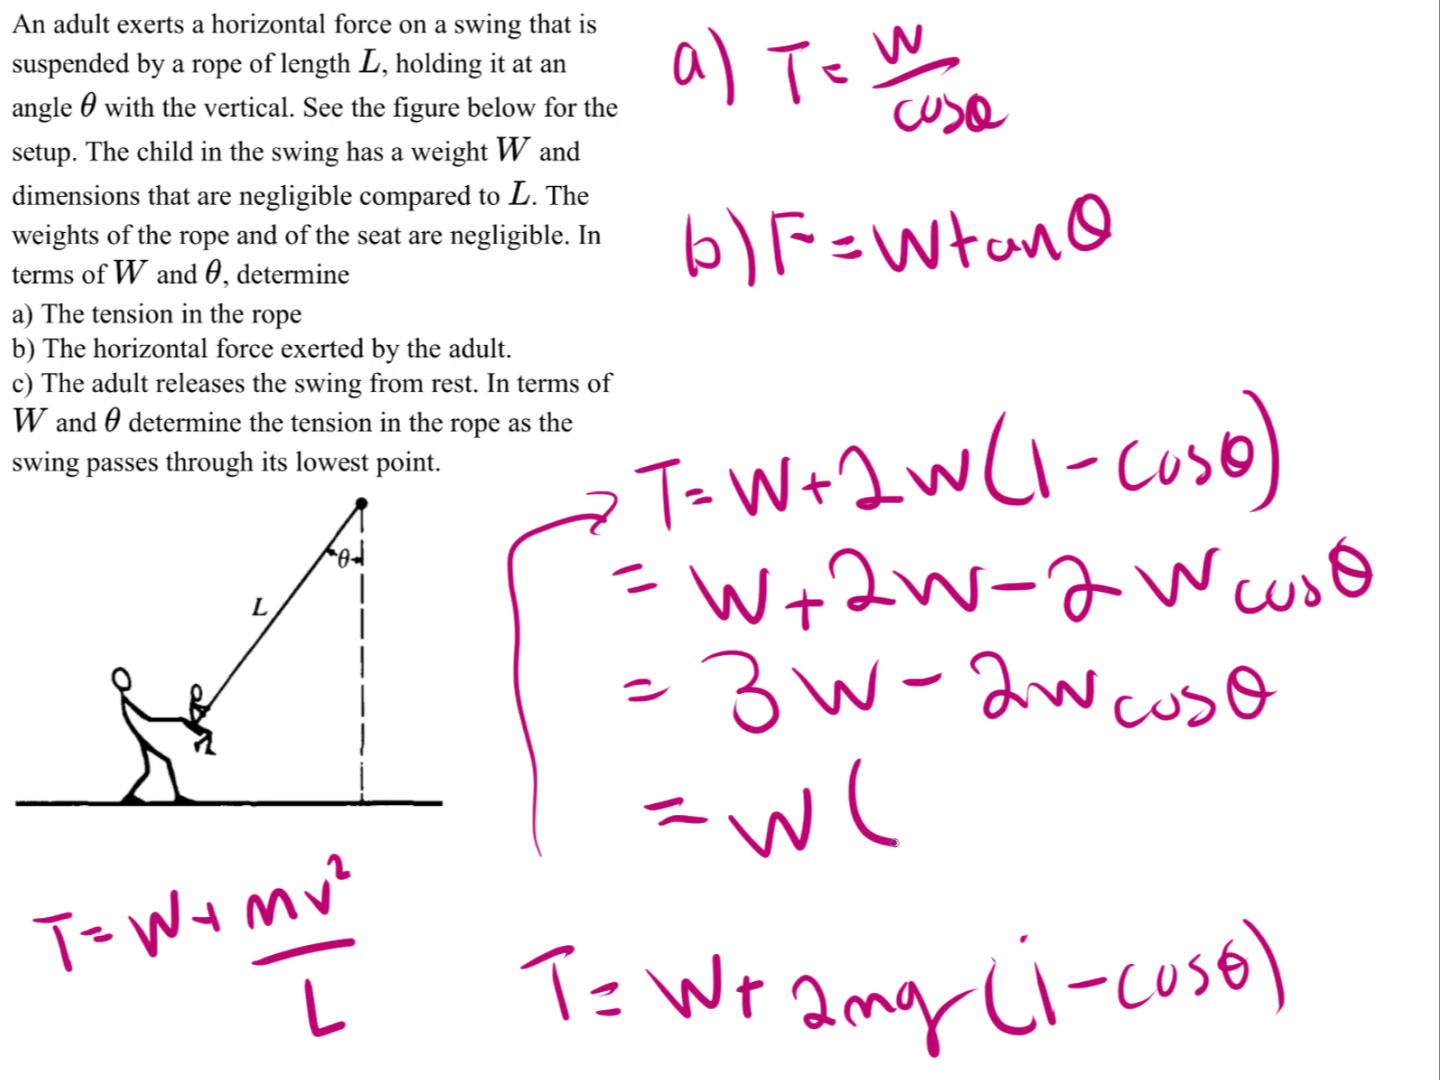 An adult exerts a horizontal force on a swing that is
suspended by a rope of length L, holding it at an
angle θ with the vertical. See the figure below for the
setup. The child in the swing has a weight W and
dimensions that are negligible compared to L. The
weights of the rope and of the seat are negligible. In
terms of W and θ, determine
a) The tension in the rope
b) The horizontal force exerted by the adult.
c) The adult releases the swing from rest. In terms of
W and θ determine the tension in the rope as the
swing passes through its lowest point.
θ
L
a) T = W/cosθ
b) F = W tanθ
T = W + 2W(1 - cosθ)
= W + 2W - 2W cosθ
= 3W - 2W cosθ
= W (
T = W + mv²/L
T = W + 2mg(1 - cosθ)